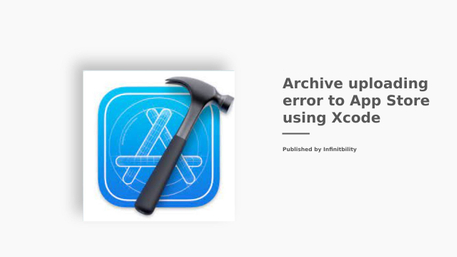 Archive uploading
error to App Store
using Xcode
Published by Infinitbility